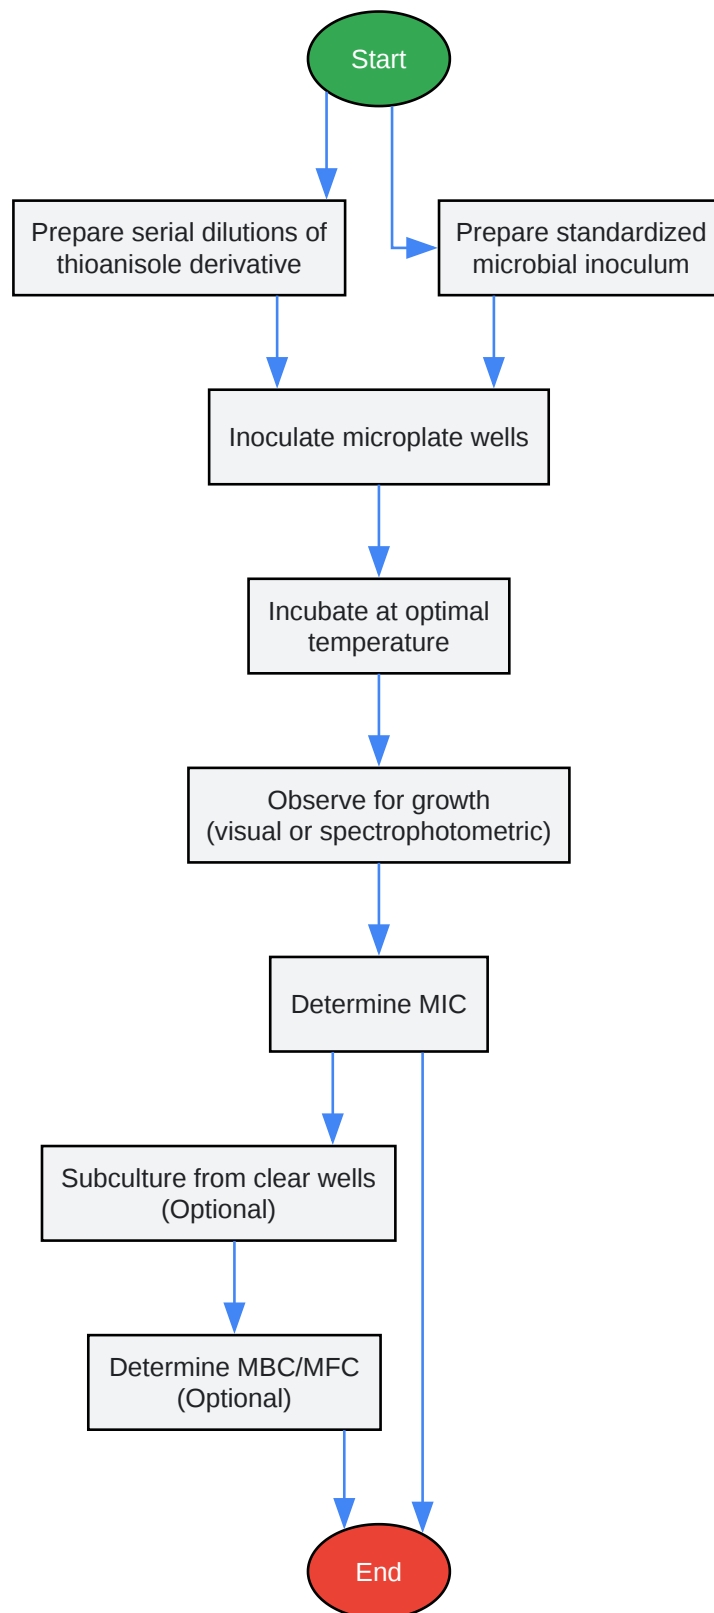 Start
Prepare serial dilutions of
thioanisole derivative
Prepare standardized
microbial inoculum
Inoculate microplate wells
Incubate at optimal
temperature
Observe for growth
(visual or spectrophotometric)
Determine MIC
Subculture from clear wells
(Optional)
Determine MBC/MFC
(Optional)
End